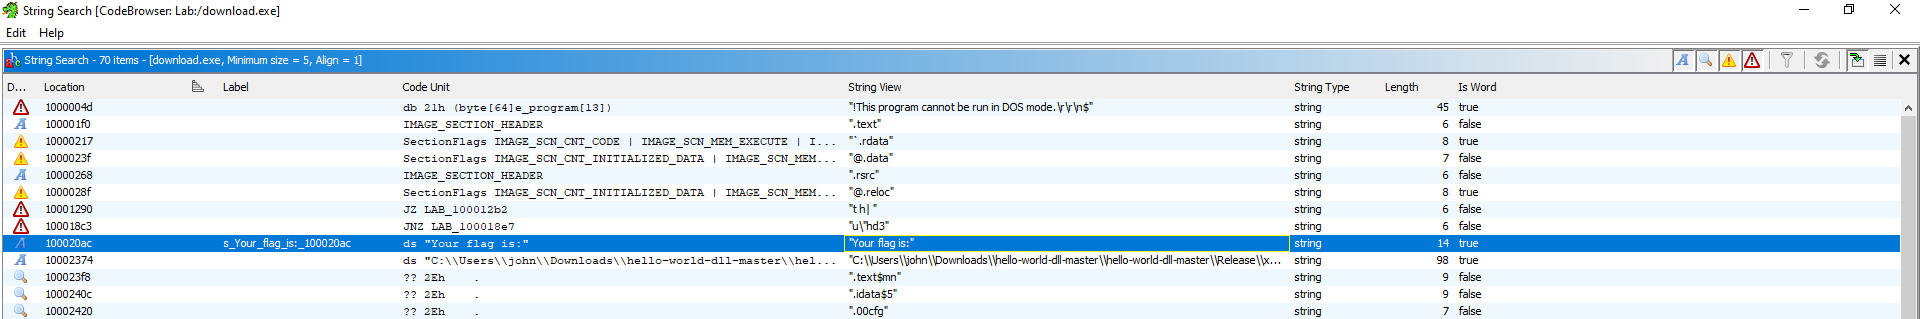 String Search [CodeBrowser: Lab:/download.exe]
Edit Help
String Search - 70 items - [download.exe, Minimum size = 5, Align = 1]
D... Location Label Code Unit String View String Type Length Is Word
1000004d db 21h (byte[64]e_program[13]) "!This program cannot be run in DOS mode.\r\r\n$" string 45 true
100001f0 IMAGE_SECTION_HEADER ".text" string 6 false
10000217 SectionFlags IMAGE_SCN_CNT_CODE | IMAGE_SCN_MEM_EXECUTE | I... "`.rdata" string 8 true
1000023f SectionFlags IMAGE_SCN_CNT_INITIALIZED_DATA | IMAGE_SCN_MEM... "@.data" string 7 false
10000268 IMAGE_SECTION_HEADER ".rsrc" string 6 false
1000028f SectionFlags IMAGE_SCN_CNT_INITIALIZED_DATA | IMAGE_SCN_MEM... "@.reloc" string 8 true
10001290 JZ LAB_100012b2 "t h| " string 6 false
100018c3 JNZ LAB_100018e7 "u\"hd3" string 6 false
100020ac s_Your_flag_is:_100020ac ds "Your flag is:" "Your flag is:" string 14 true
10002374 ds "C:\\Users\\john\\Downloads\\hello-world-dll-master\\hel... "C:\\Users\\john\\Downloads\\hello-world-dll-master\\hello-world-dll-master\\Release\\x... string 98 true
100023f8 ?? 2Eh . ".text$mn" string 9 false
1000240c ?? 2Eh . ".idata$5" string 9 false
10002420 ?? 2Eh . ".00cfg" string 7 false